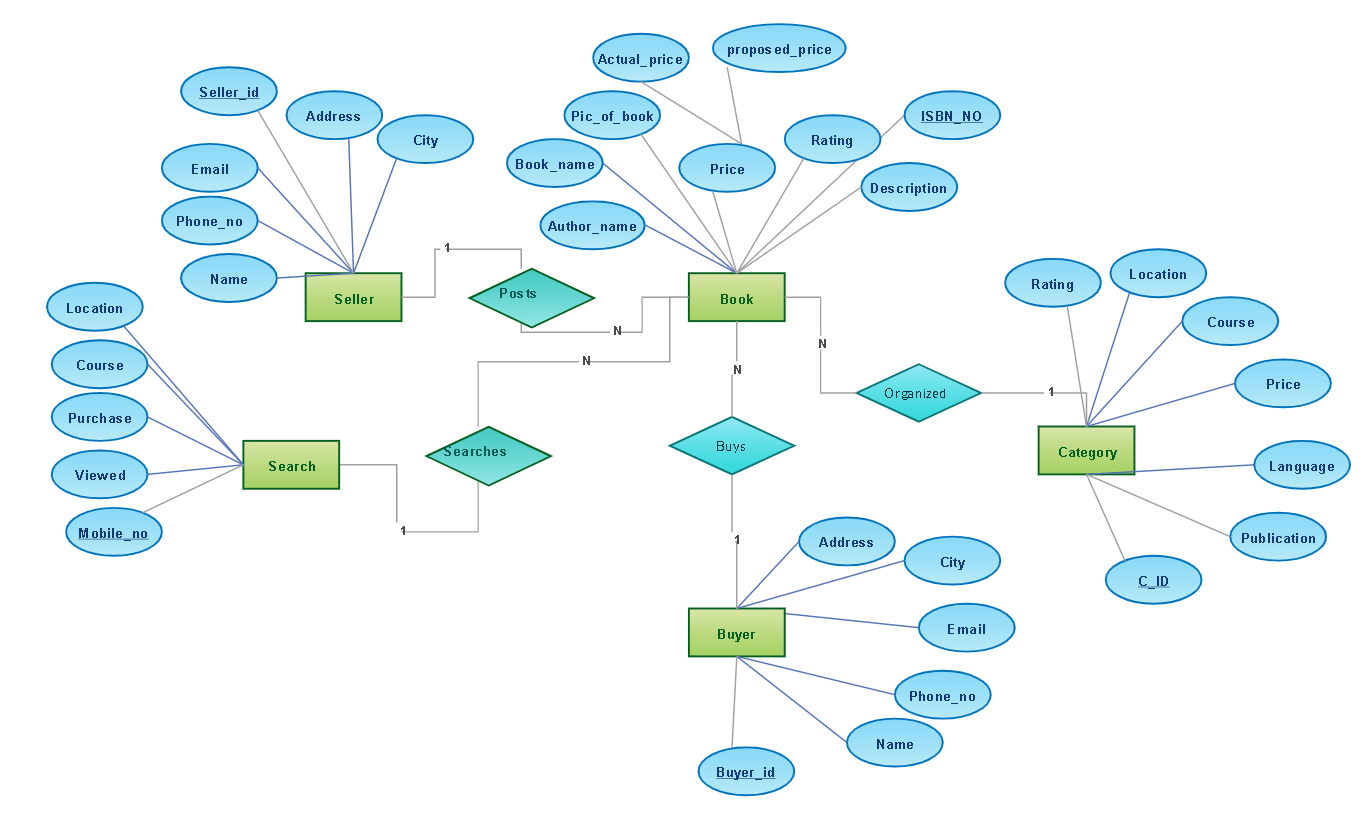 proposed_price
Actual_price
Seller_id
Address
Pic_of_book
ISBN_NO
City
Rating
Email
Book_name
Price
Description
Phone_no
Author_name
1
Name
Posts
Seller
Book
Rating
Location
Location
N
N
Course
Course
N
N
Price
Organized
1
Purchase
Searches
Buys
Category
Search
Language
Viewed
Mobile_no
1
1
Address
Publication
City
C_ID
Email
Buyer
Phone_no
Name
Buyer_id